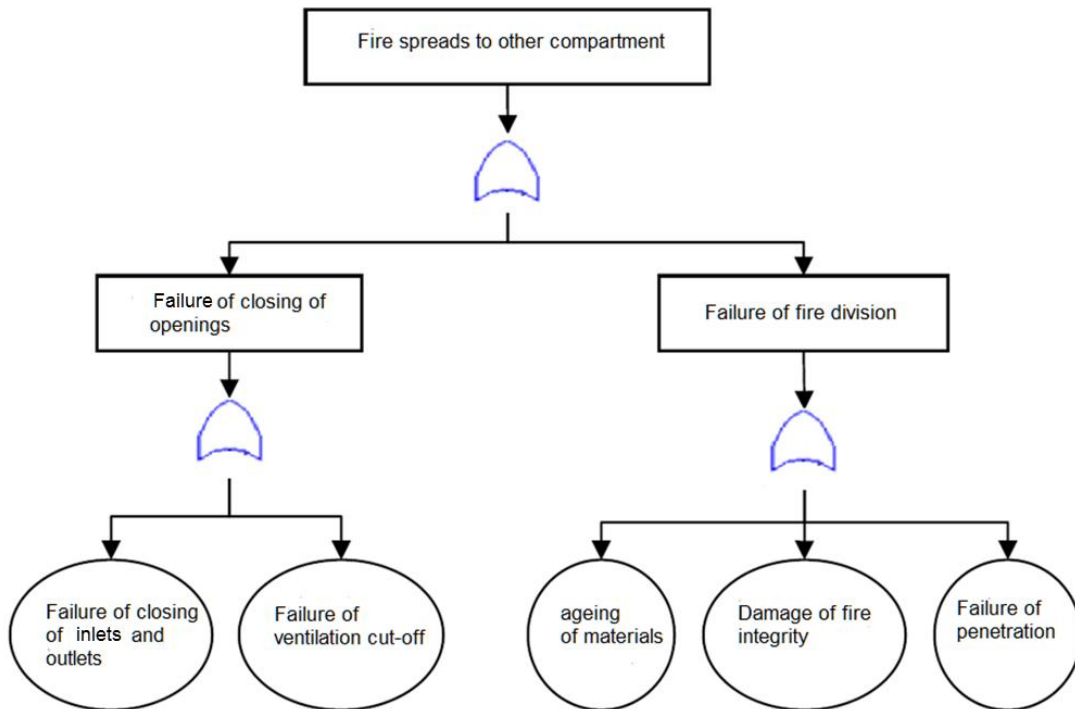 Fire spreads to other compartment
Failure of closing of
openings
Failure of fire division
Failure of closing
of inlets and
outlets
Failure of
ventilation cut-off
ageing
of materials
Damage of fire
integrity
Failure of
penetration